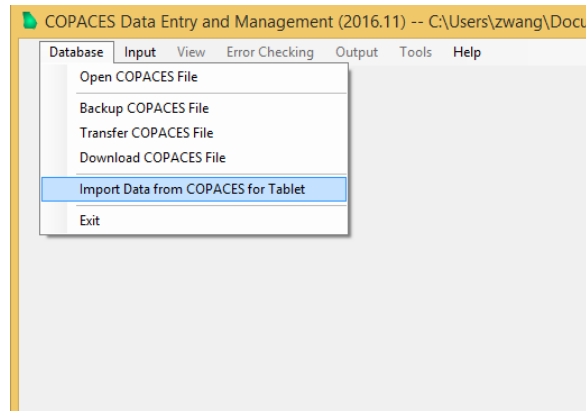 COPACES Data Entry and Management (2016.11) -- C:\Users\zwang\Docu
Database Input View Error Checking Output Tools Help
Open COPACES File
Backup COPACES File
Transfer COPACES File
Download COPACES File
Import Data from COPACES for Tablet
Exit